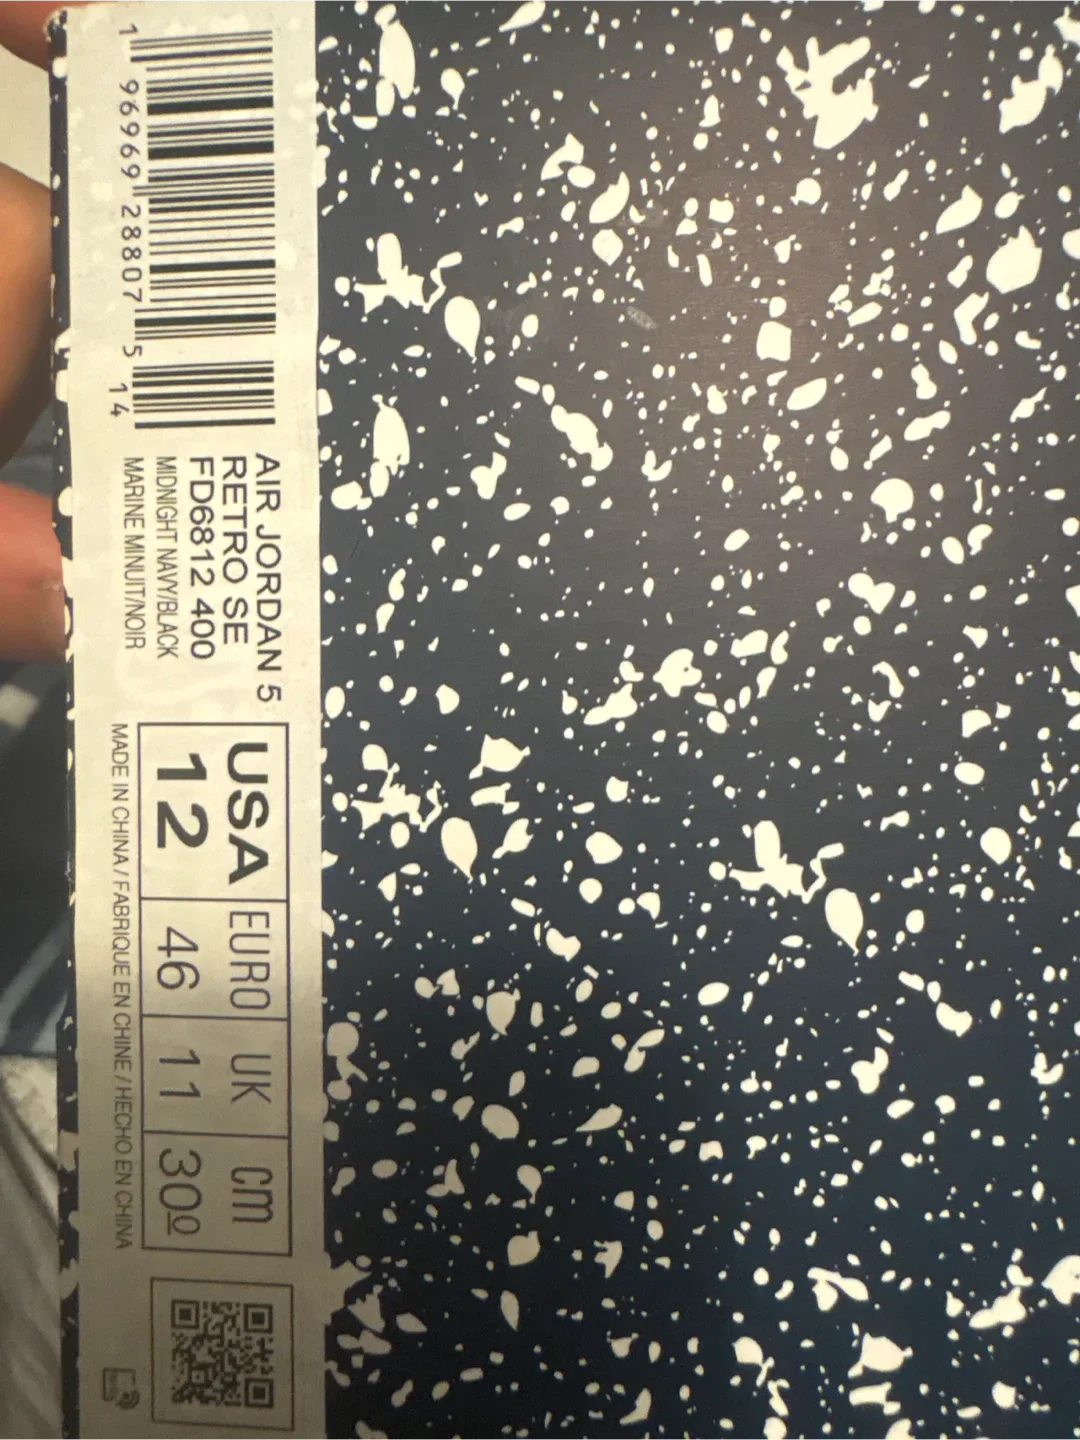 1 96969 28807 5 14
AIR JORDAN 5
RETRO SE
FD6812 400
MIDNIGHT NAVY/BLACK
MARINE MINUIT/NOIR
USA EURO UK cm
12 46 11 300
MADE IN CHINA / FABRIQUE EN CHINE / HECHO EN CHINA